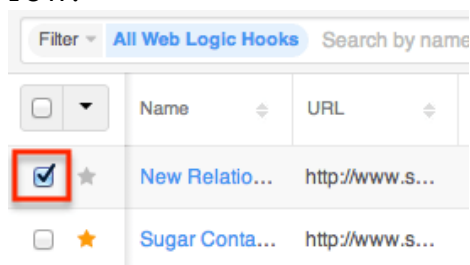 Filter All Web Logic Hooks Search by name
Name URL
New Relatio... http://www.s...
Sugar Conta... http://www.s...